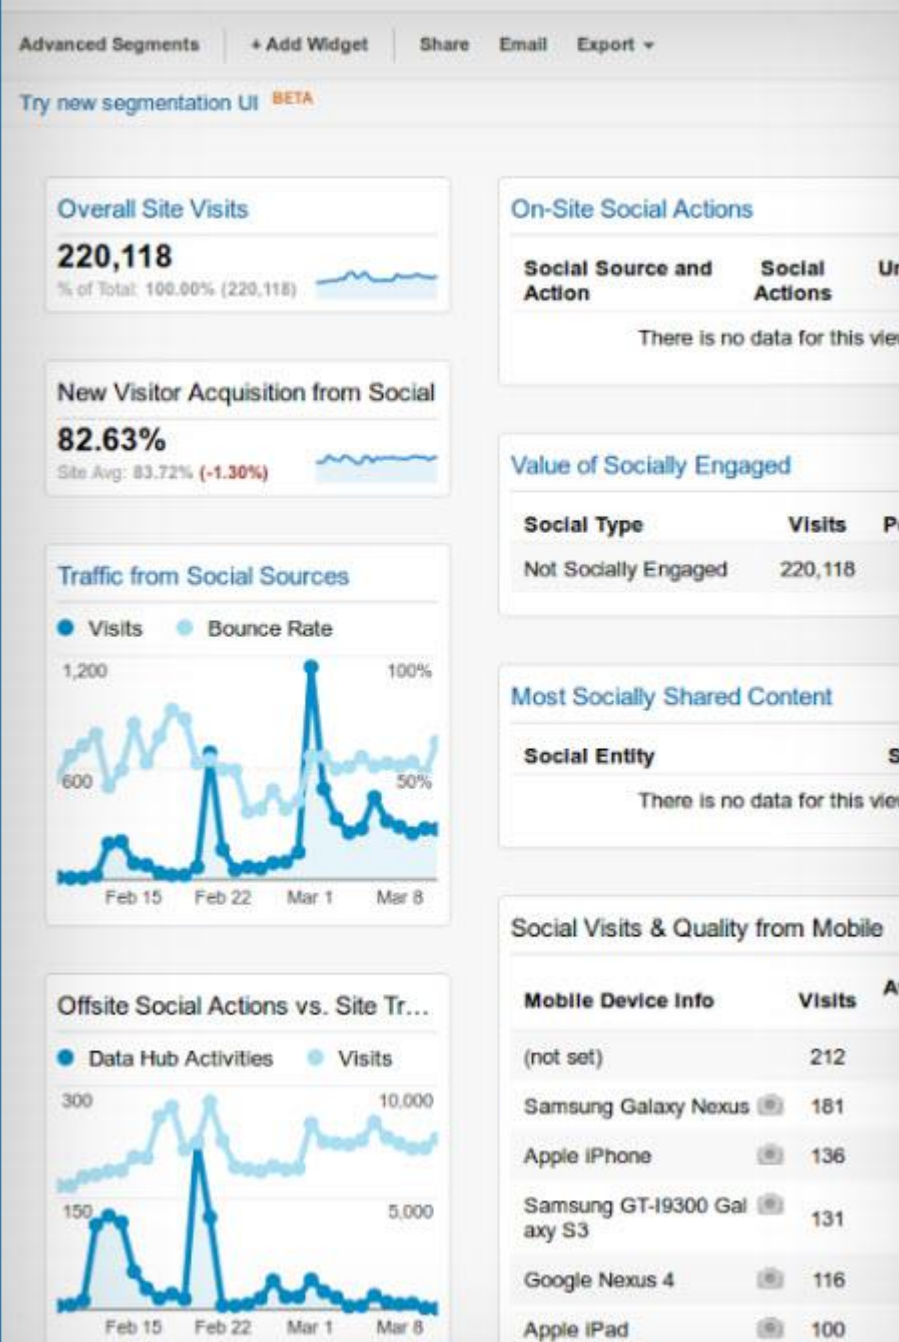 Advanced Segments + Add Widget Share Email Export
Try new segmentation UI BETA
Overall Site Visits
220,118
% of Total: 100.00% (220,118)
New Visitor Acquisition from Social
82.63%
Site Avg: 83.72% (-1.30%)
Traffic from Social Sources
Visits Bounce Rate
1,200 100%
600 50%
Feb 15 Feb 22 Mar 1 Mar 8
Offsite Social Actions vs. Site Tr...
Data Hub Activities Visits
300 10,000
150 5,000
Feb 15 Feb 22 Mar 1 Mar 8
On-Site Social Actions
Social Source and Social
Action Actions
There is no data for this
Value of Socially Engaged
Social Type Visits
Not Socially Engaged 220,118
Most Socially Shared Content
Social Entity
There is no data for this
Social Visits & Quality from Mobile
Mobile Device Info Visits
(not set) 212
Samsung Galaxy Nexus 181
Apple iPhone 136
Samsung GT-I9300 Gal
axy S3 131
Google Nexus 4 116
Apple iPad 100